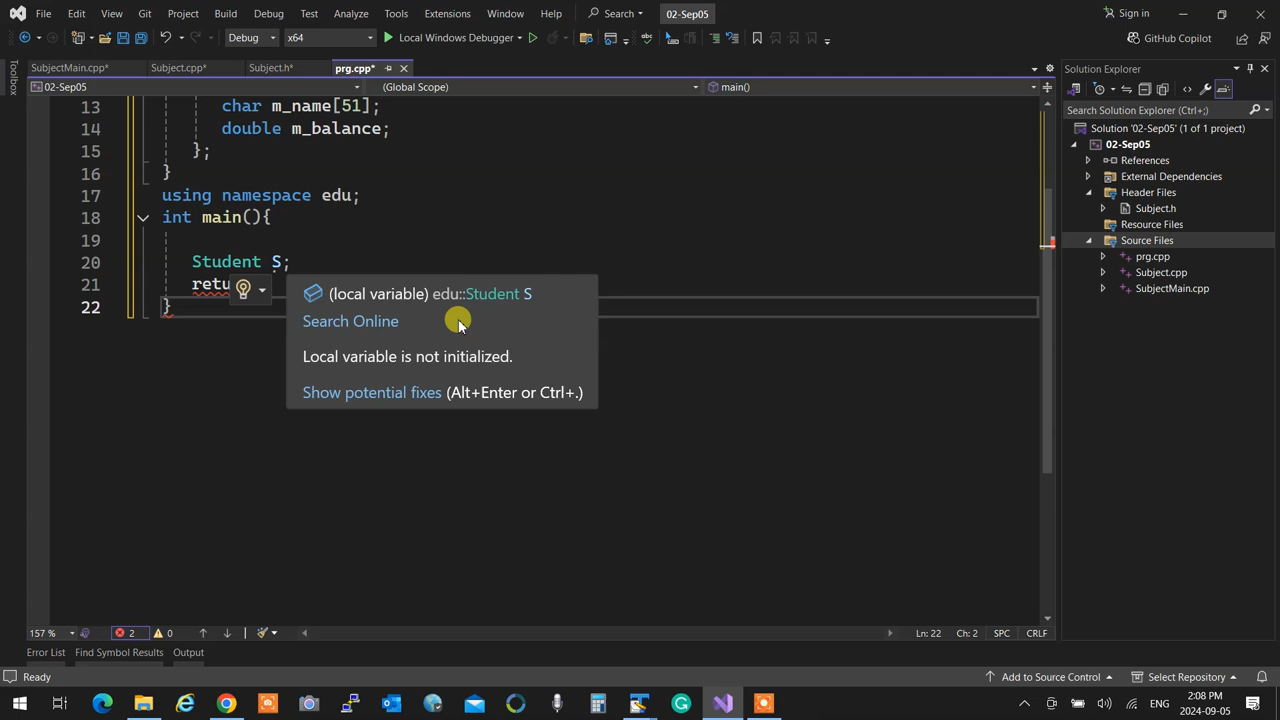 File Edit View Git Project Build Debug Test Analyze Tools Extensions Window Help Search 02-Sep05 Sign in
Debug x64 Local Windows Debugger GitHub Copilot
Toolbox
SubjectMain.cpp* Subject.cpp* Subject.h* prg.cpp*
02-Sep05 (Global Scope) main()
13 char m_name[51];
14 double m_balance;
15 };
16 }
17 using namespace edu;
18 int main(){
19
20 Student S;
21 retu
22 }
(local variable) edu::Student S
Search Online
Local variable is not initialized.
Show potential fixes (Alt+Enter or Ctrl+.)
157 % 2 0 Ln: 22 Ch: 2 SPC CRLF
Error List Find Symbol Results Output
Solution Explorer
Search Solution Explorer (Ctrl+;)
Solution '02-Sep05' (1 of 1 project)
02-Sep05
References
External Dependencies
Header Files
Subject.h
Resource Files
Source Files
prg.cpp
Subject.cpp
SubjectMain.cpp
Ready Add to Source Control Select Repository
ENG 2:08 PM
2024-09-05